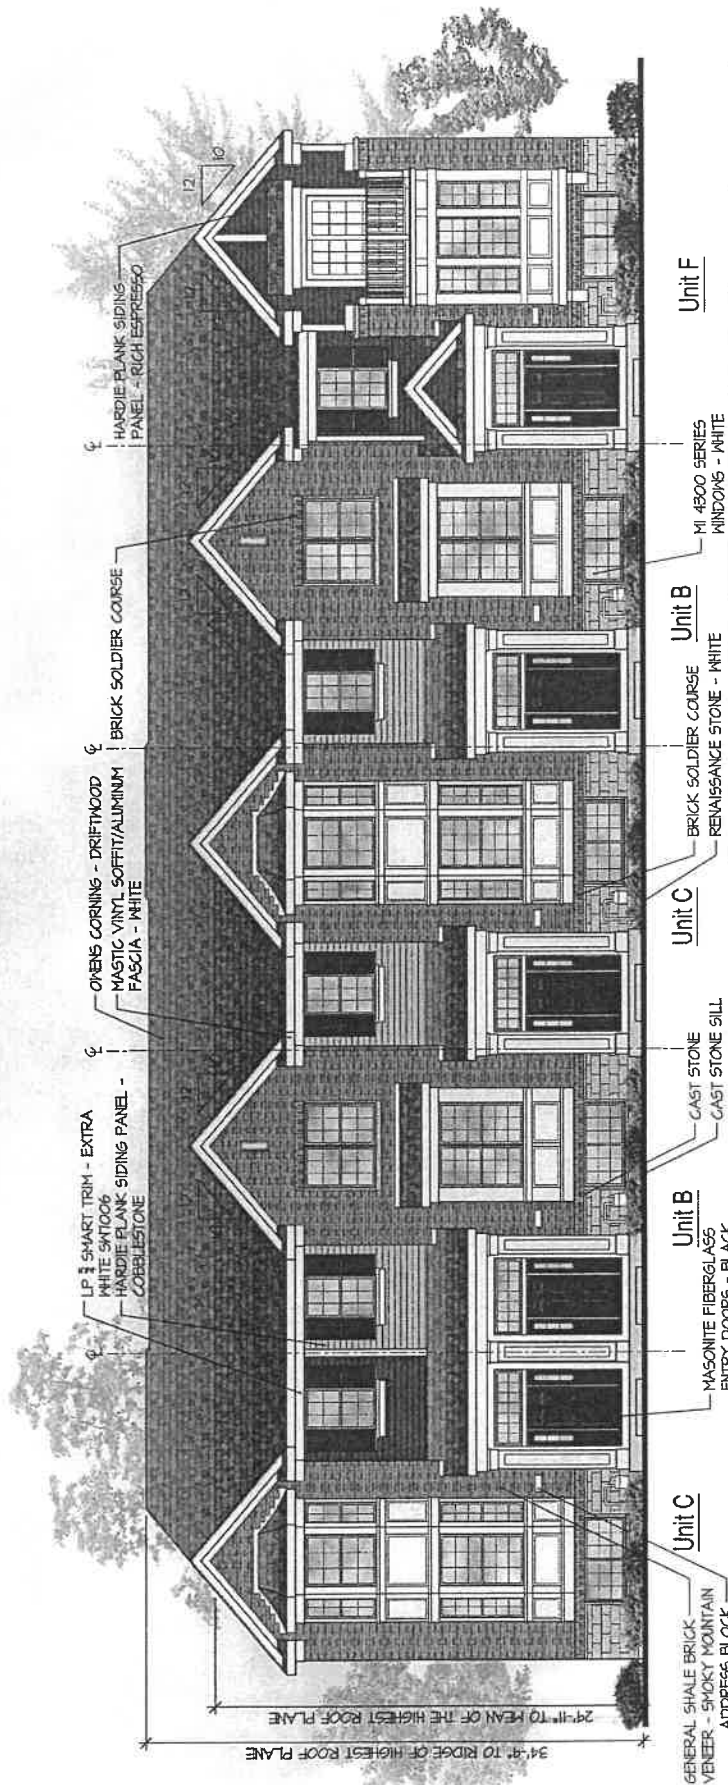 LP ¾ SMART TRIM - EXTRA
WHITE SW7006
HARDIE PLANK SIDING PANEL -
COBBLESTONE
OWENS CORNING - DRIFTWOOD
MASTIC VINYL SOFFIT/ALUMINUM
FASCIA - WHITE
BRICK SOLDIER COURSE
HARDIE PLANK SIDING
PANEL - RICH ESPRESSO
12
10
34'-4" TO RIDGE OF HIGHEST ROOF PLANE
29'-11" TO MEAN OF THE HIGHEST ROOF PLANE
Unit C
Unit B
Unit C
Unit B
Unit F
GENERAL SHALE BRICK
VENEER - SMOKY MOUNTAIN
ADDRESS BLOCK
MASONITE FIBERGLASS
ENTRY DOORS - BLACK
CAST STONE
CAST STONE SILL
BRICK SOLDIER COURSE
RENAISSANCE STONE - WHITE
MI 4300 SERIES
WINDOWS - WHITE